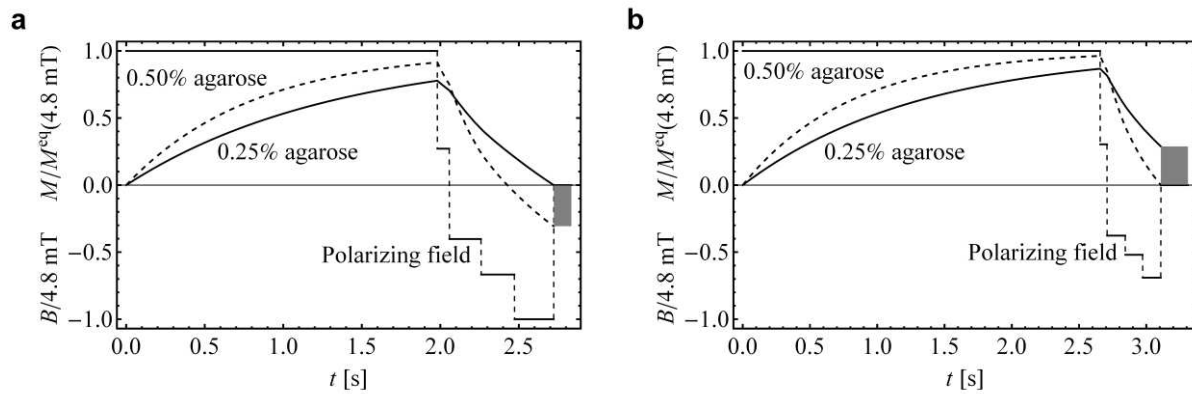 a
M/M^eq(4.8 mT)
B/4.8 mT
1.0
0.5
0.0
−0.5
−1.0
0.50% agarose
0.25% agarose
Polarizing field
0.0 0.5 1.0 1.5 2.0 2.5
t [s]
b
M/M^eq(4.8 mT)
B/4.8 mT
1.0
0.5
0.0
−0.5
−1.0
0.50% agarose
0.25% agarose
Polarizing field
0.0 0.5 1.0 1.5 2.0 2.5 3.0
t [s]